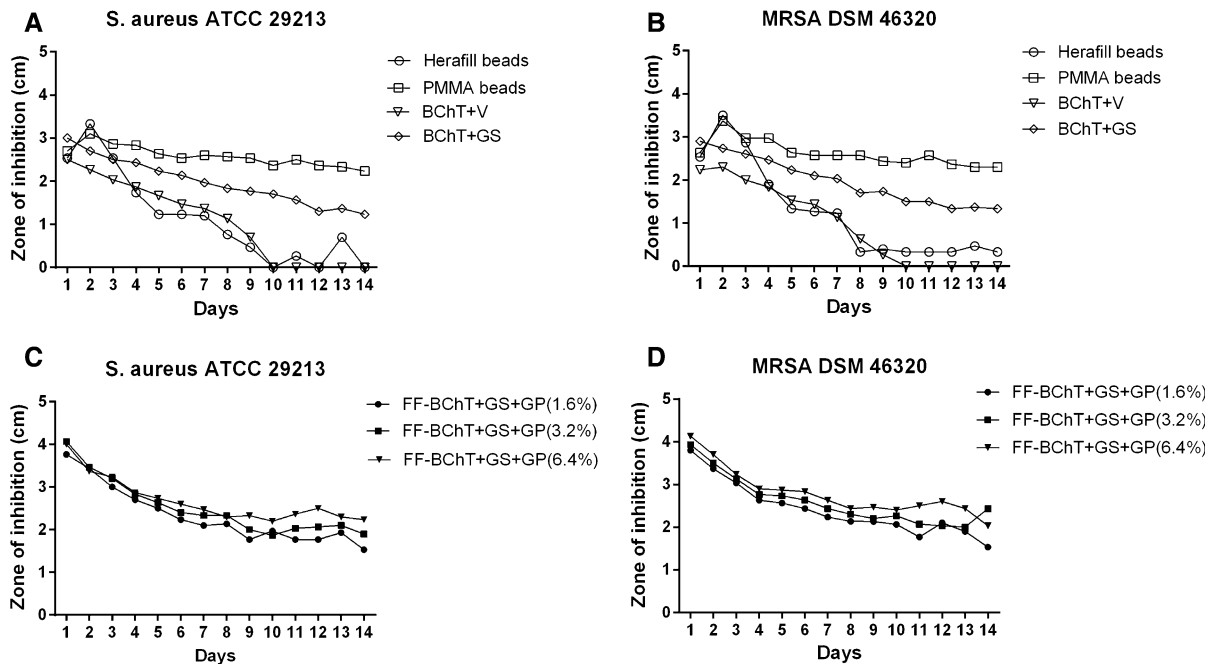 A
S. aureus ATCC 29213
Zone of inhibition (cm)
5
4
3
2
1
0
1 2 3 4 5 6 7 8 9 10 11 12 13 14
Days
Herafill beads
PMMA beads
BChT+V
BChT+GS
B
MRSA DSM 46320
Zone of inhibition (cm)
5
4
3
2
1
0
1 2 3 4 5 6 7 8 9 10 11 12 13 14
Days
Herafill beads
PMMA beads
BChT+V
BChT+GS
C
S. aureus ATCC 29213
Zone of inhibition (cm)
5
4
3
2
1
0
1 2 3 4 5 6 7 8 9 10 11 12 13 14
Days
FF-BChT+GS+GP(1.6%)
FF-BChT+GS+GP(3.2%)
FF-BChT+GS+GP(6.4%)
D
MRSA DSM 46320
Zone of inhibition (cm)
5
4
3
2
1
0
1 2 3 4 5 6 7 8 9 10 11 12 13 14
Days
FF-BChT+GS+GP(1.6%)
FF-BChT+GS+GP(3.2%)
FF-BChT+GS+GP(6.4%)